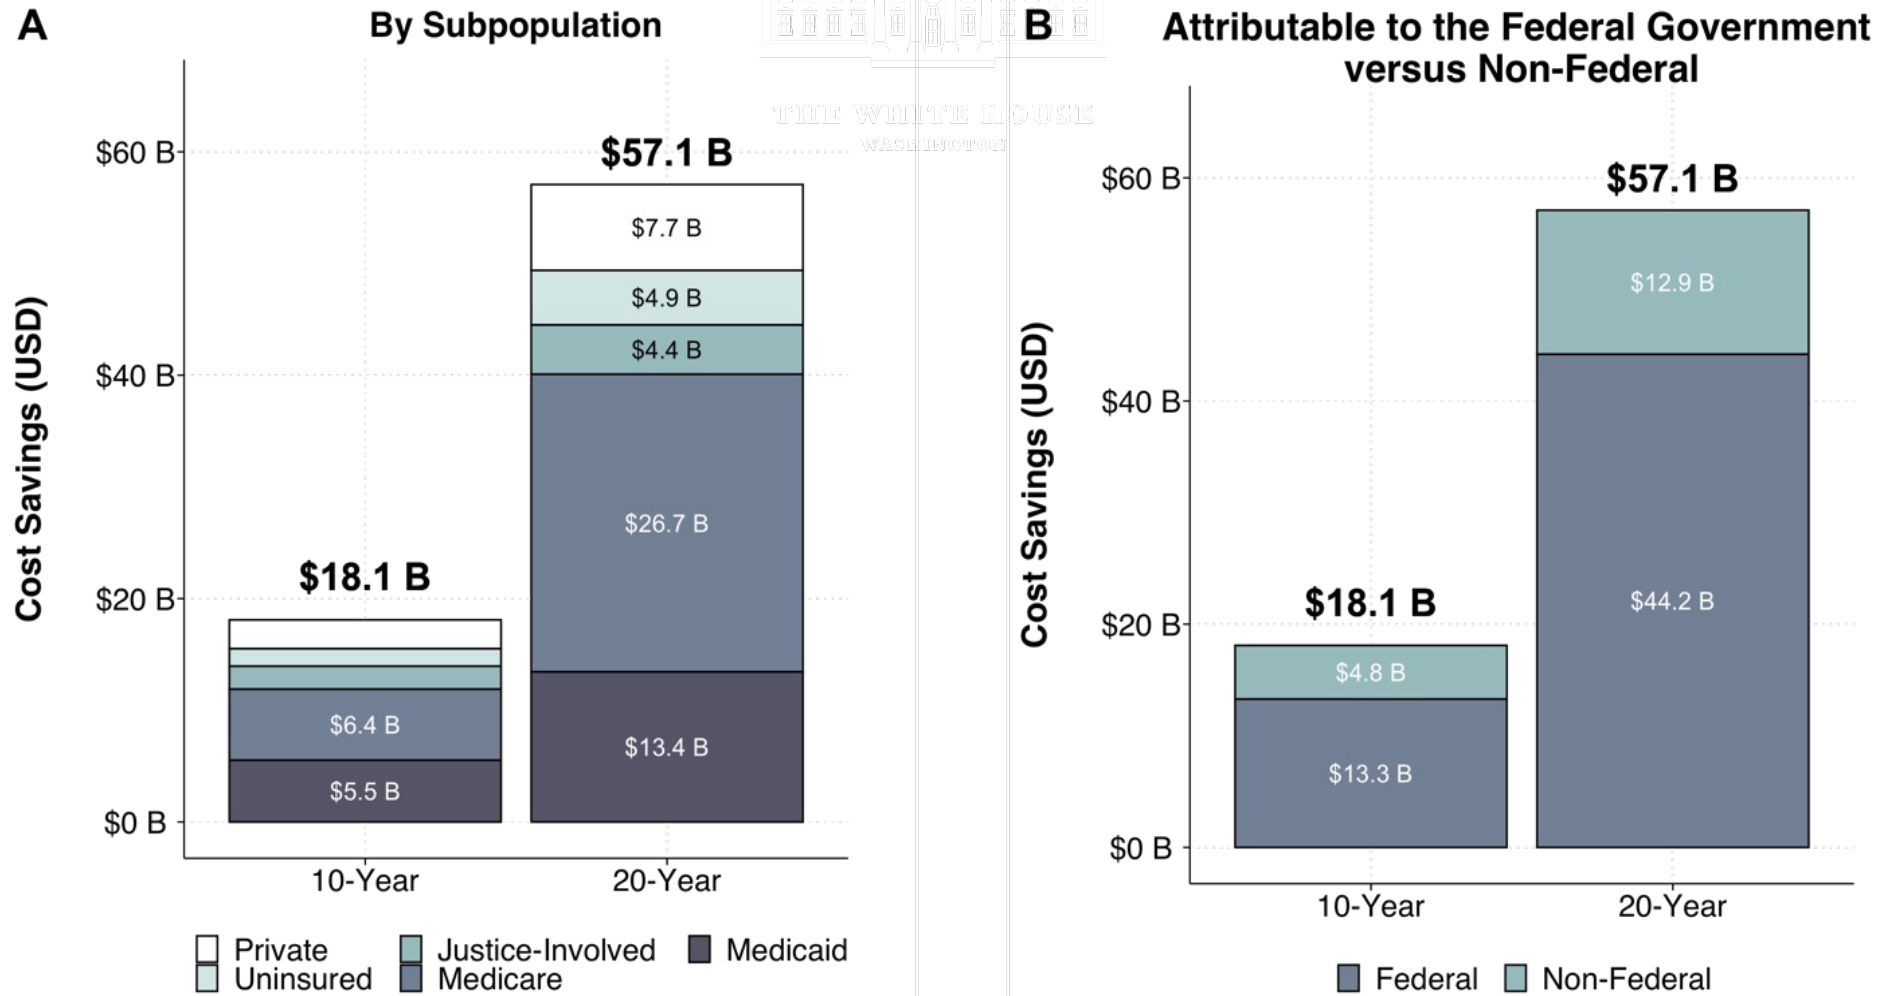 A
By Subpopulation
Cost Savings (USD)
$60 B
$40 B
$20 B
$0 B
$18.1 B
$6.4 B
$5.5 B
$57.1 B
$7.7 B
$4.9 B
$4.4 B
$26.7 B
$13.4 B
10-Year
20-Year
Private
Justice-Involved
Medicaid
Uninsured
Medicare
THE WHITE HOUSE
WASHINGTON
B
Attributable to the Federal Government
versus Non-Federal
Cost Savings (USD)
$60 B
$40 B
$20 B
$0 B
$18.1 B
$4.8 B
$13.3 B
$57.1 B
$12.9 B
$44.2 B
10-Year
20-Year
Federal
Non-Federal